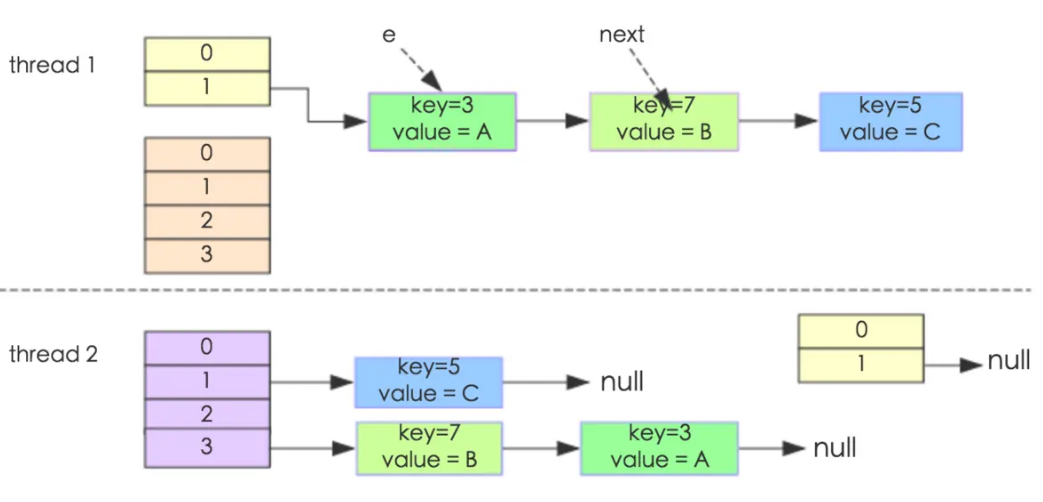 e
next
thread 1
0
1
key=3
value = A
key=7
value = B
key=5
value = C
0
1
2
3
thread 2
0
1
2
3
key=5
value = C
null
key=7
value = B
key=3
value = A
null
0
1
null